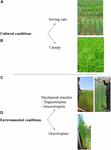 A
Sowing rate
Cultural conditions
B
Canopy
C
Mechanical stimulus
- Thigmotropism
- Seismotropism
D
Environmental conditions
Gravitropism